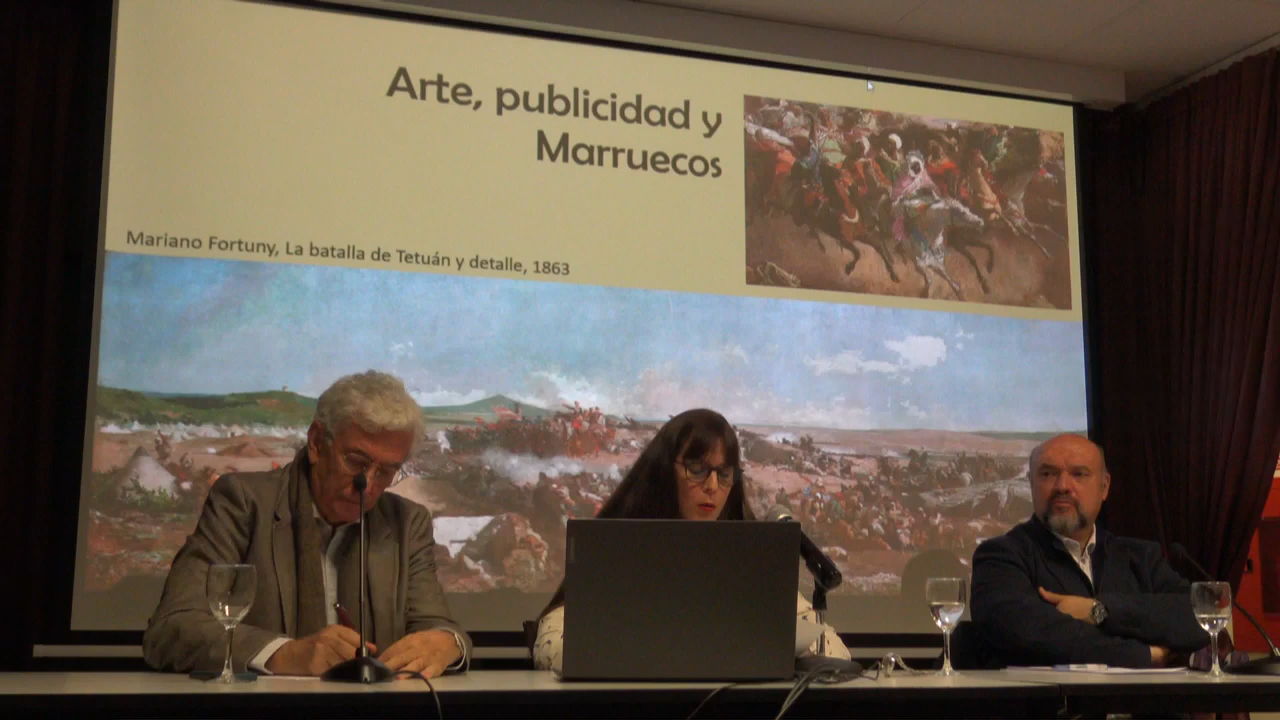 Arte, publicidad y
Marruecos
Mariano Fortuny, La batalla de Tetuán y detalle, 1863